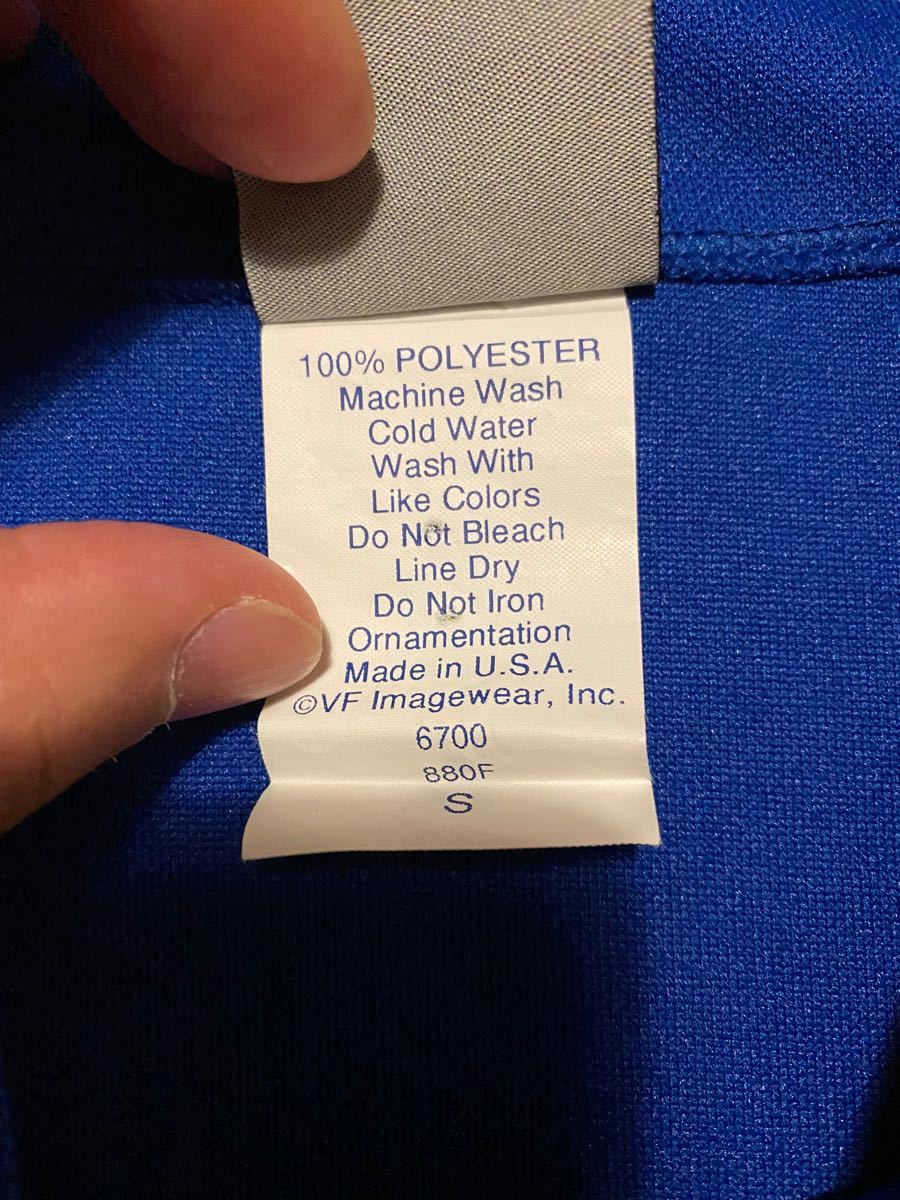 100% POLYESTER
Machine Wash
Cold Water
Wash With
Like Colors
Do Not Bleach
Line Dry
Do Not Iron
Ornamentation
Made in U.S.A.
©VF Imagewear, Inc.
6700
880F
S